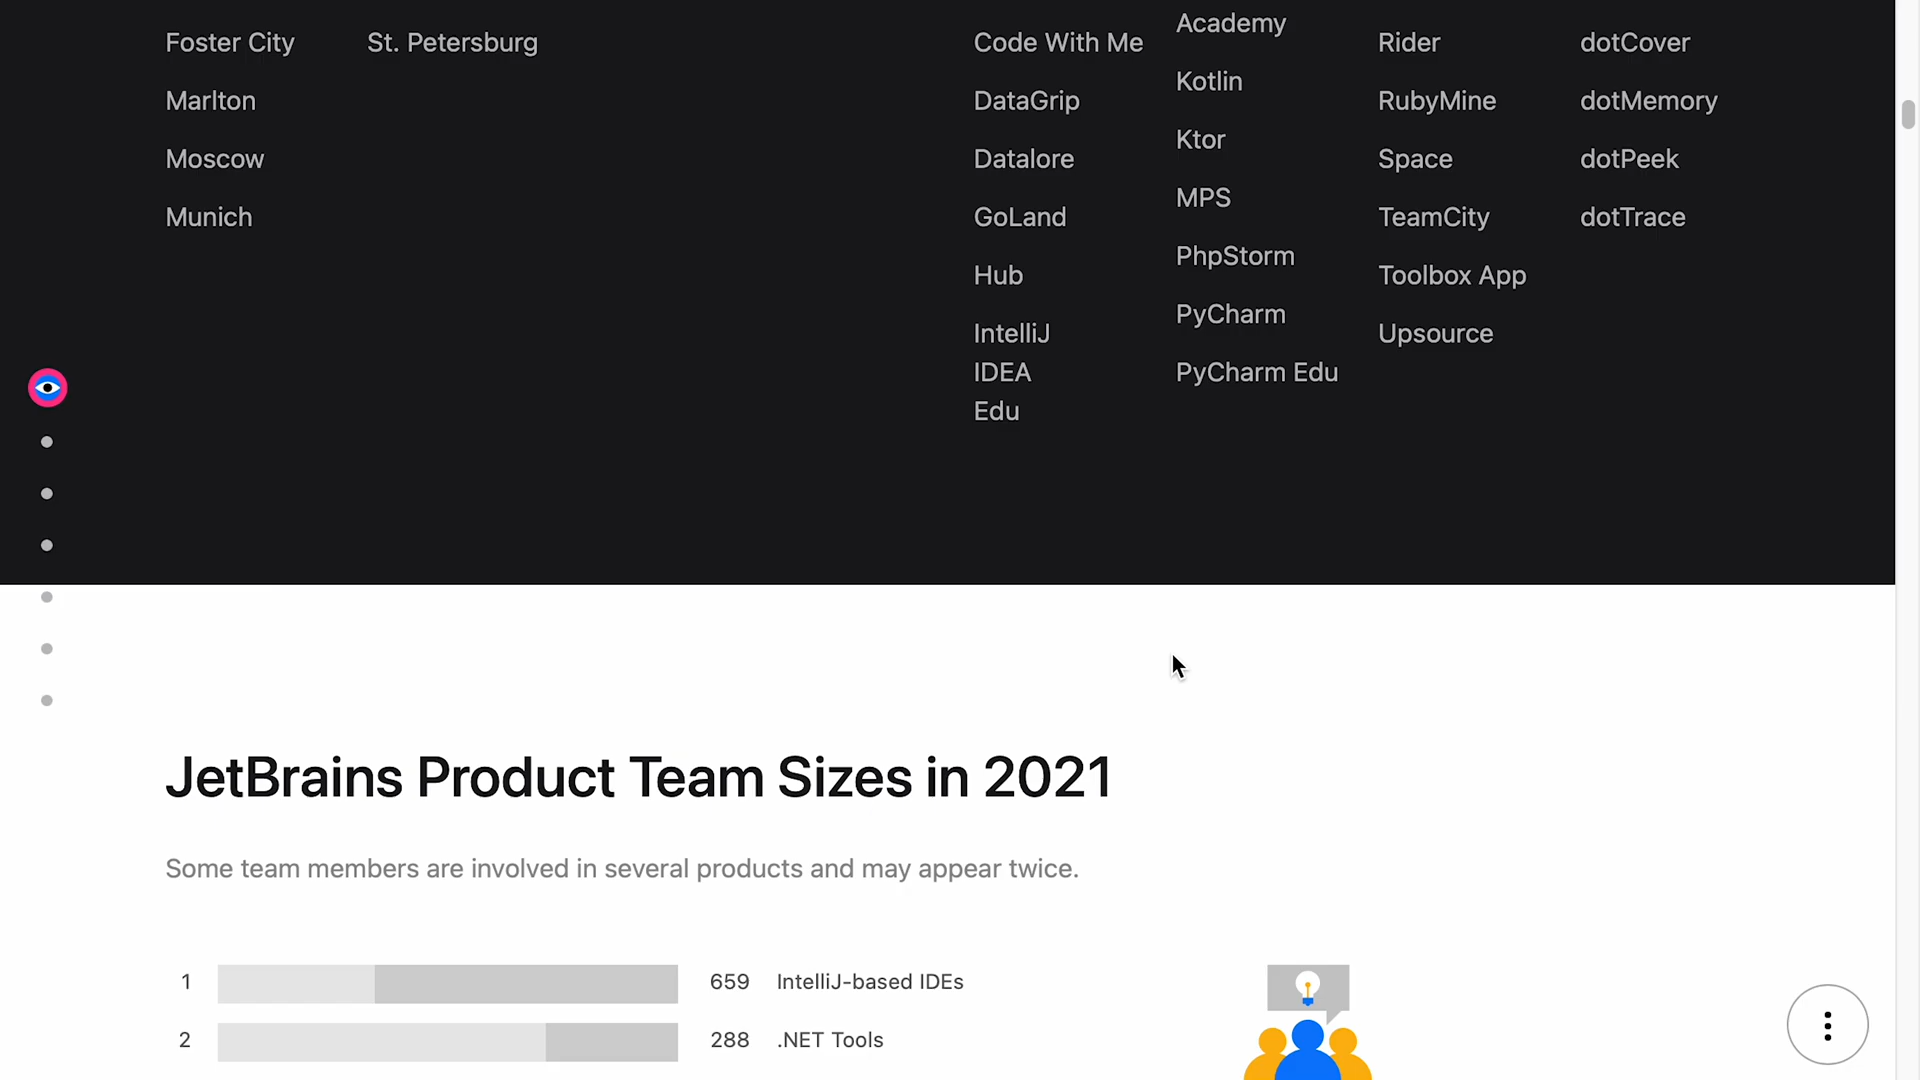 Foster City
Marlton
Moscow
Munich
St. Petersburg
Code With Me
DataGrip
Datalore
GoLand
Hub
IntelliJ
IDEA
Edu
Academy
Kotlin
Ktor
MPS
PhpStorm
PyCharm
PyCharm Edu
Rider
RubyMine
Space
TeamCity
Toolbox App
Upsource
dotCover
dotMemory
dotPeek
dotTrace
JetBrains Product Team Sizes in 2021
Some team members are involved in several products and may appear twice.
1 659 IntelliJ-based IDEs
2 288 .NET Tools